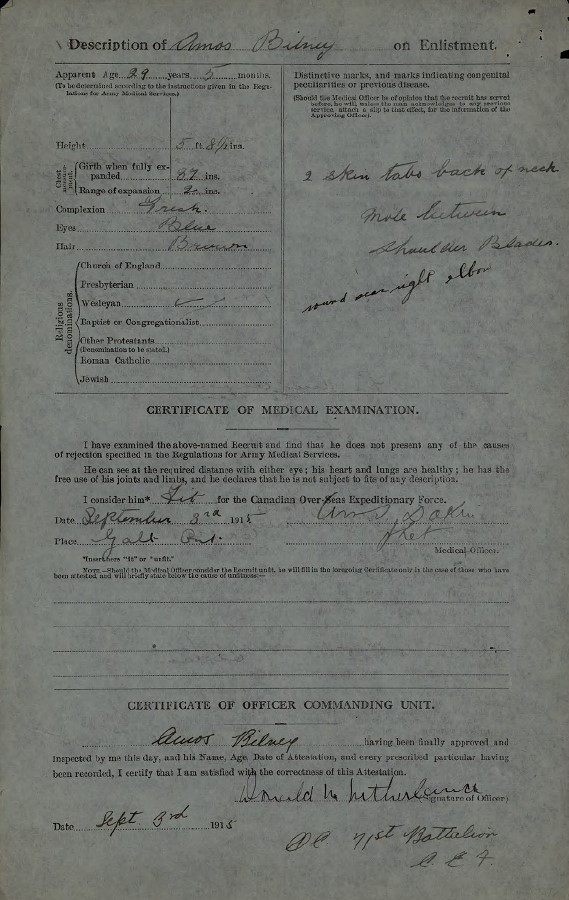 Description of Amos Bilney on Enlistment.
Apparent Age 29 years 5 months.
(To be determined according to the instructions given in the Regulations for Army Medical Services.)
Height 5 ft. 8½ ins.
Chest measurement.
Girth when fully expanded 37 ins.
Range of expansion 2 ins.
Complexion Fresh.
Eyes Blue
Hair Brown
Religious denominations.
Church of England
Presbyterian
Wesleyan ✓
Baptist or Congregationalist
Other Protestants
(Denomination to be stated.)
Roman Catholic
Jewish
Distinctive marks, and marks indicating congenital
peculiarities or previous disease.
(Should the Medical Officer be of opinion that the recruit has served
before, he will, unless the man acknowledges to any previous
service, attach a slip to that effect, for the information of the
Approving Officer).
2 skin tabs back of neck
Mole between
Shoulder Blades.
round scar right elbow
CERTIFICATE OF MEDICAL EXAMINATION.
I have examined the above-named Recruit and find that he does not present any of the causes
of rejection specified in the Regulations for Army Medical Services.
He can see at the required distance with either eye; his heart and lungs are healthy; he has the
free use of his joints and limbs, and he declares that he is not subject to fits of any description.
I consider him* Fit for the Canadian Over-Seas Expeditionary Force.
Date September 3rd 1915
Place Galt Ont.
Medical Officer.
*Insert here "fit" or "unfit."
NOTE.—Should the Medical Officer consider the Recruit unfit, he will fill in the foregoing Certificate only in the case of those who have
been attested, and will briefly state below the cause of unfitness:—
CERTIFICATE OF OFFICER COMMANDING UNIT.
Amos Bilney having been finally approved and
inspected by me this day, and his Name, Age, Date of Attestation, and every prescribed particular having
been recorded, I certify that I am satisfied with the correctness of this Attestation.
Donald M Sutherland (Signature of Officer)
Date Sept 3rd 1915
OC 71st Battalion
C.E.F.